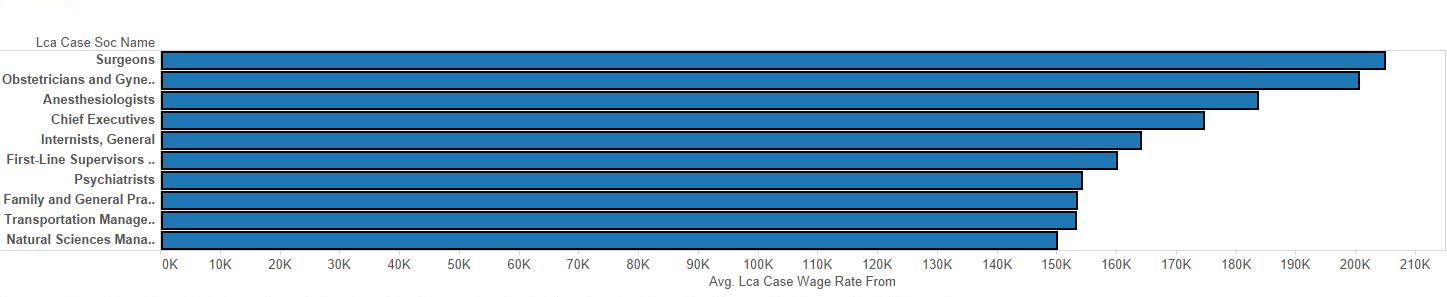 Lca Case Soc Name
Surgeons
Obstetricians and Gyne..
Anesthesiologists
Chief Executives
Internists, General
First-Line Supervisors ..
Psychiatrists
Family and General Pra..
Transportation Manage..
Natural Sciences Mana..
0K 10K 20K 30K 40K 50K 60K 70K 80K 90K 100K 110K 120K 130K 140K 150K 160K 170K 180K 190K 200K 210K
Avg. Lca Case Wage Rate From